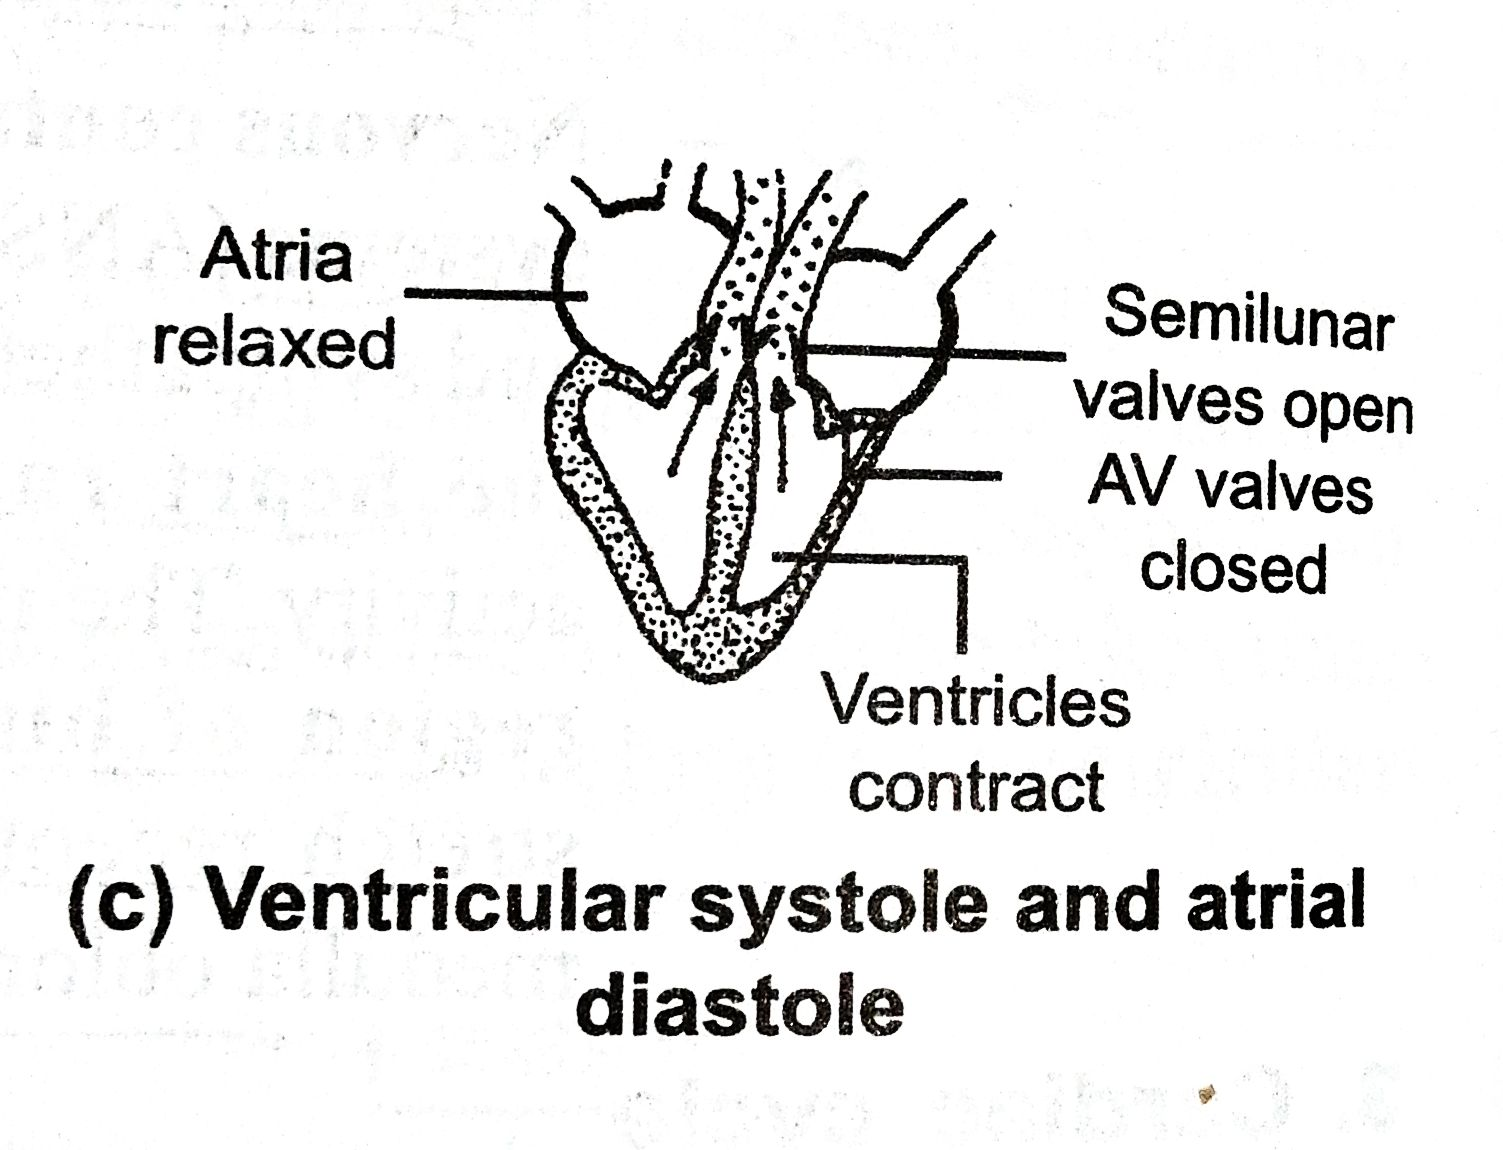 Atria
relaxed
Semilunar
valves open
AV valves
closed
Ventricles
contract
(c) Ventricular systole and atrial
diastole